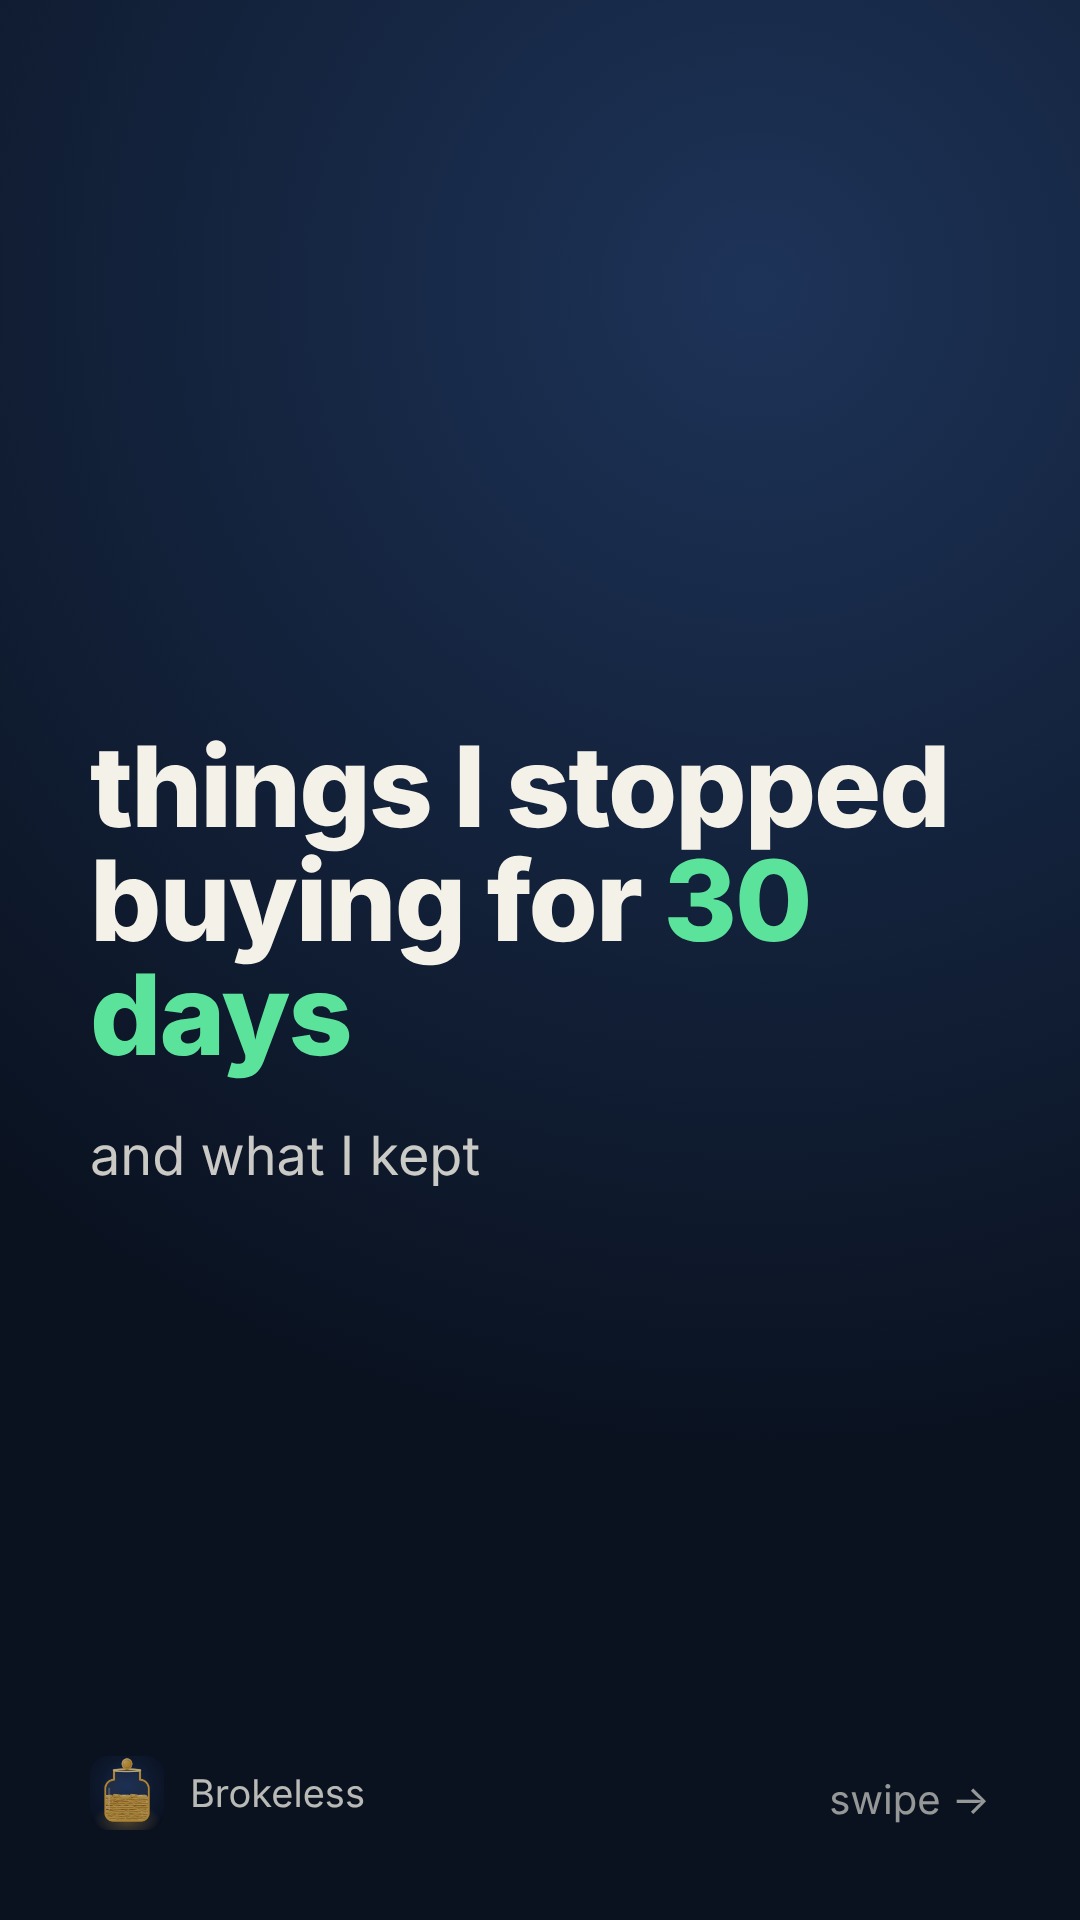 things I stopped
buying for 30
days
and what I kept
Brokeless
swipe →